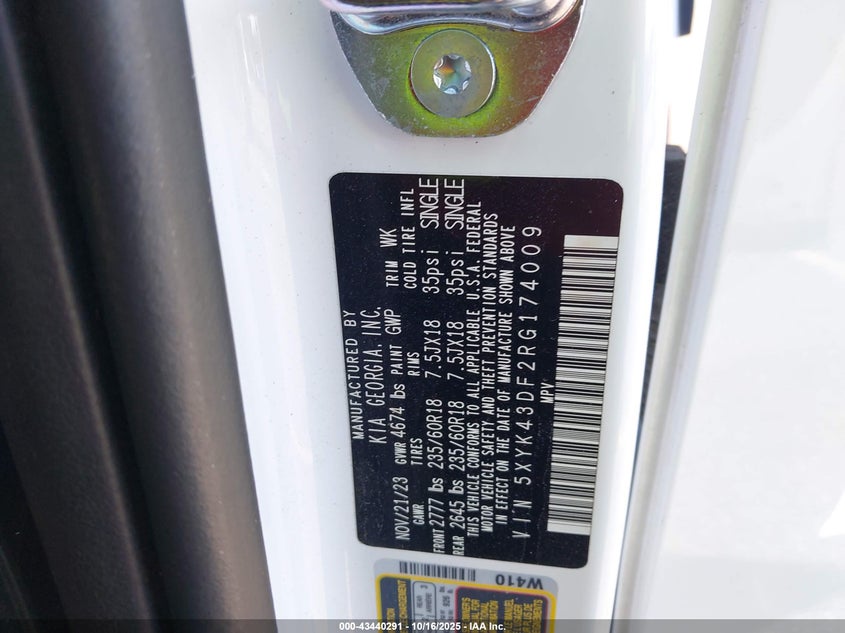 MANUFACTURED BY
KIA GEORGIA, INC.
NOV/21/23 GVWR 4674 lbs PAINT GWP TRIM WK
GAWR TIRES RIMS COLD TIRE INFL
FRONT 2777 lbs 235/60R18 7.5JX18 35psi SINGLE
REAR 2645 lbs 235/60R18 7.5JX18 35psi SINGLE
THIS VEHICLE CONFORMS TO ALL APPLICABLE U.S.A. FEDERAL
MOTOR VEHICLE SAFETY AND THEFT PREVENTION STANDARDS
IN EFFECT ON THE DATE OF MANUFACTURE SHOWN ABOVE
VIN 5XYK43DF2RG174009
MPV
W410
REAR
ARRIERE
3
000-43440291 - 10/16/2025 - IAA, Inc.